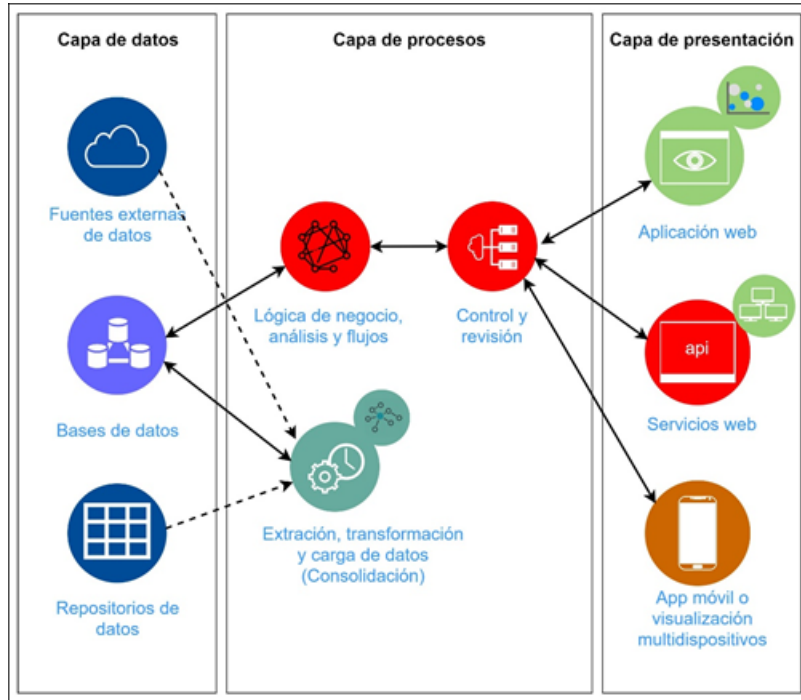 Capa de datos
Capa de procesos
Capa de presentación
Fuentes externas
de datos
Bases de datos
Repositorios de
datos
Lógica de negocio,
análisis y flujos
Control y
revisión
Extración, transformación
y carga de datos
(Consolidación)
Aplicación web
api
Servicios web
App móvil o
visualización
multidispositivos